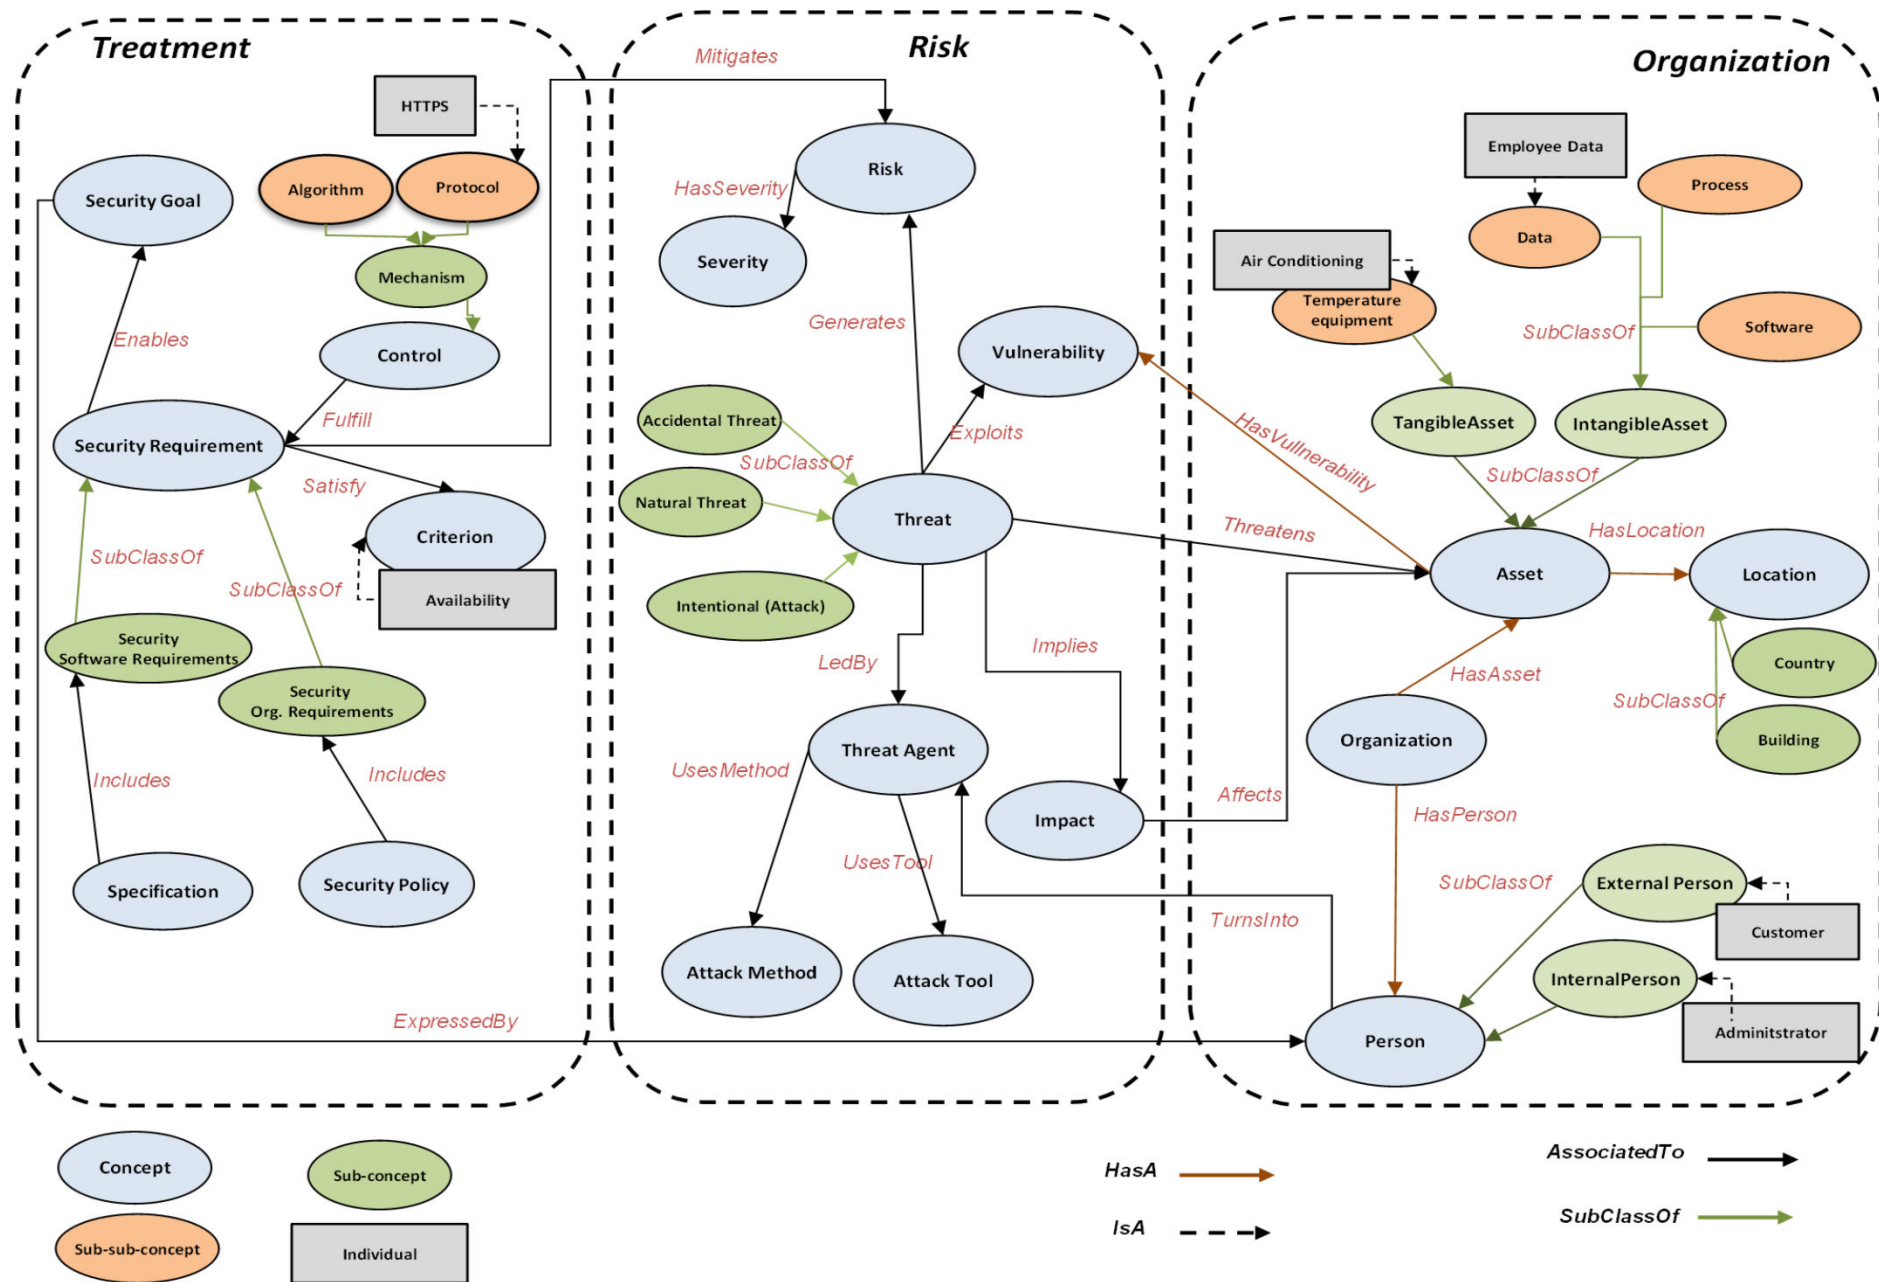 Treatment
Risk
Organization
Mitigates
HTTPS
Security Goal
Algorithm
Protocol
Mechanism
Control
Enables
Fulfill
Security Requirement
Satisfy
Criterion
Availability
SubClassOf
SubClassOf
Security
Software Requirements
Security
Org. Requirements
Includes
Includes
Specification
Security Policy
ExpressedBy
Risk
HasSeverity
Severity
Generates
Vulnerability
Exploits
Accidental Threat
SubClassOf
Natural Threat
Threat
Intentional (Attack)
LedBy
Implies
Threat Agent
UsesMethod
UsesTool
Impact
Attack Method
Attack Tool
Threatens
HasVullnerability
Affects
TurnsInto
Employee Data
Process
Data
Air Conditioning
Temperature
equipment
SubClassOf
Software
TangibleAsset
IntangibleAsset
SubClassOf
HasLocation
Asset
Location
Country
SubClassOf
Building
HasAsset
Organization
HasPerson
SubClassOf
External Person
Customer
InternalPerson
Adminitstrator
Person
Concept
Sub-concept
Sub-sub-concept
Individual
HasA
IsA
AssociatedTo
SubClassOf